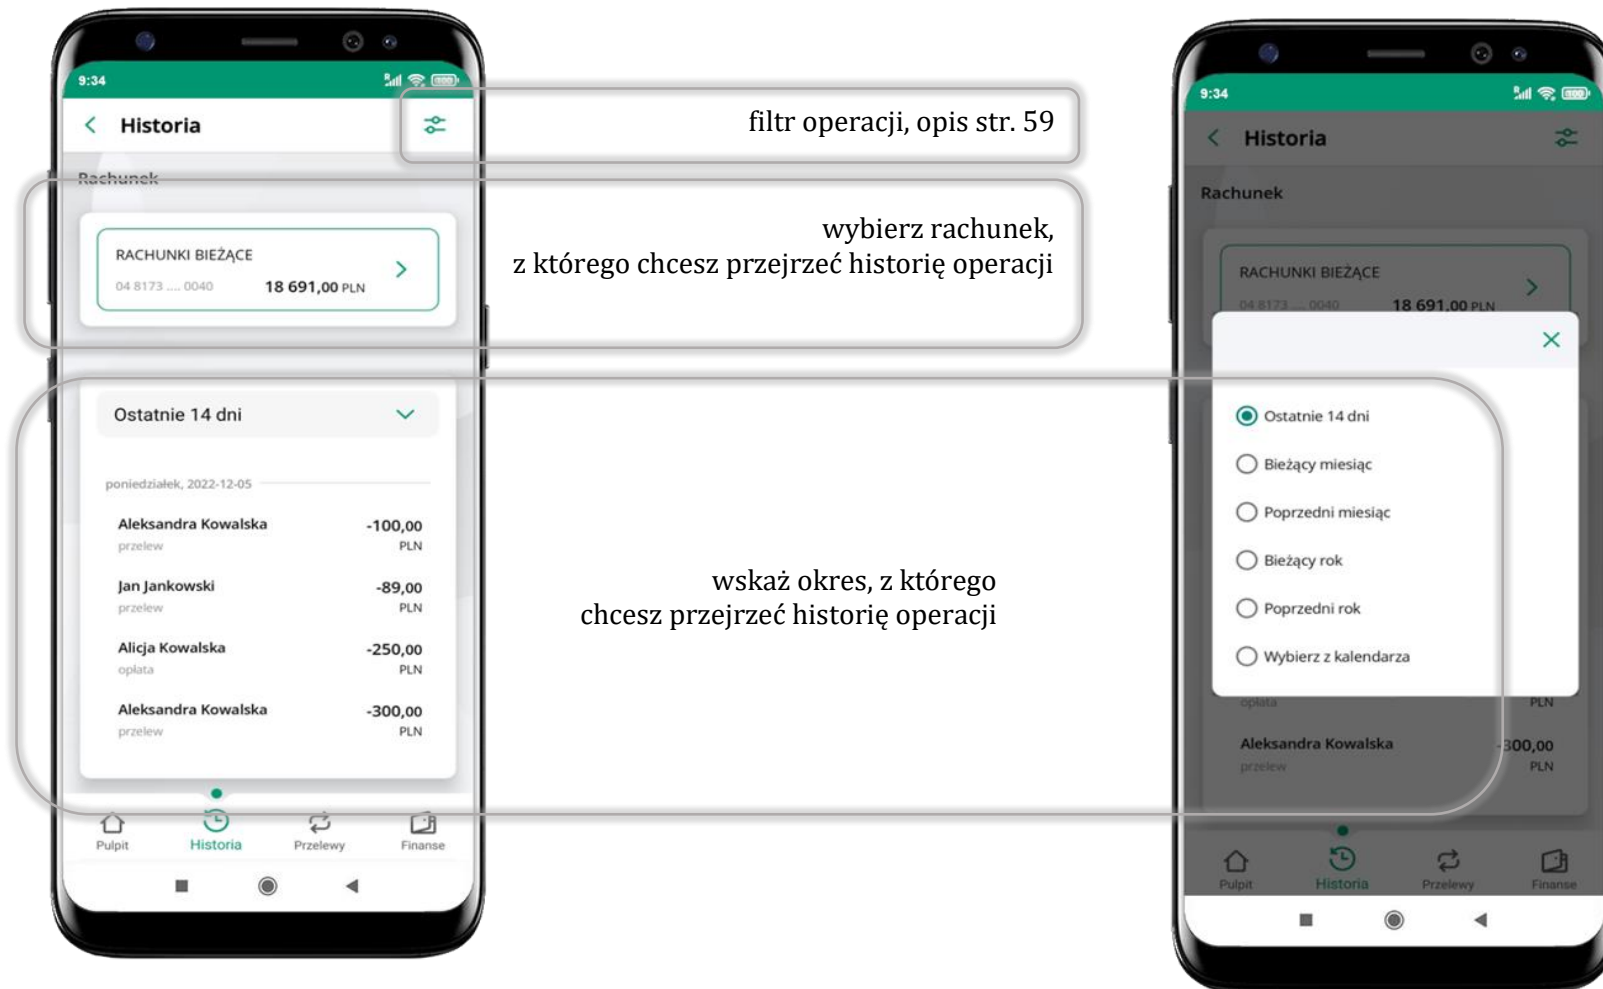 9:34
Historia
Rachunek
RACHUNKI BIEŻĄCE
04 8173 .... 0040 18 691,00 PLN
Ostatnie 14 dni
poniedziałek, 2022-12-05
Aleksandra Kowalska -100,00
przelew PLN
Jan Jankowski -89,00
przelew PLN
Alicja Kowalska -250,00
opłata PLN
Aleksandra Kowalska -300,00
przelew PLN
Pulpit Historia Przelewy Finanse
filtr operacji, opis str. 59
wybierz rachunek,
z którego chcesz przejrzeć historię operacji
wskaż okres, z którego
chcesz przejrzeć historię operacji
9:34
Historia
Rachunek
RACHUNKI BIEŻĄCE
04 8173 .... 0040 18 691,00 PLN
Ostatnie 14 dni
Bieżący miesiąc
Poprzedni miesiąc
Bieżący rok
Poprzedni rok
Wybierz z kalendarza
opłata PLN
Aleksandra Kowalska -300,00
przelew PLN
Pulpit Historia Przelewy Finanse